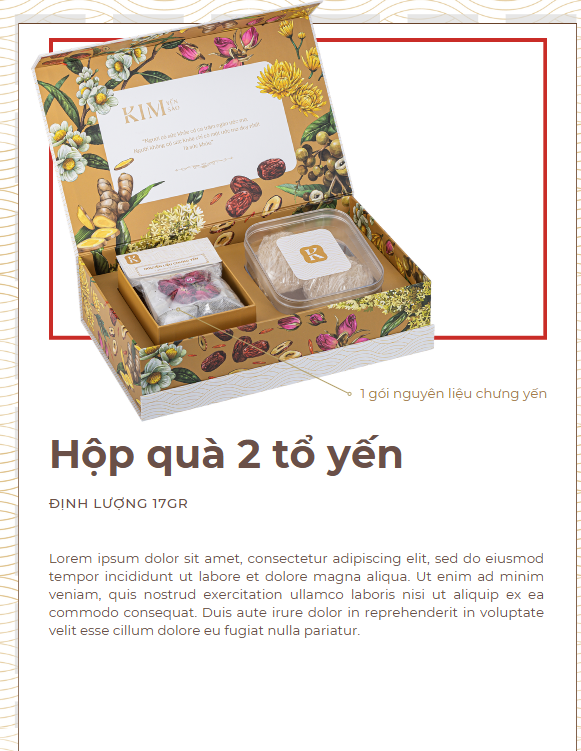 KIM YẾN SÀO
1 gói nguyên liệu chưng yến
Hộp quà 2 tổ yến
ĐỊNH LƯỢNG 17GR
Lorem ipsum dolor sit amet, consectetur adipiscing elit, sed do eiusmod
tempor incididunt ut labore et dolore magna aliqua. Ut enim ad minim
veniam, quis nostrud exercitation ullamco laboris nisi ut aliquip ex ea
commodo consequat. Duis aute irure dolor in reprehenderit in voluptate
velit esse cillum dolore eu fugiat nulla pariatur.